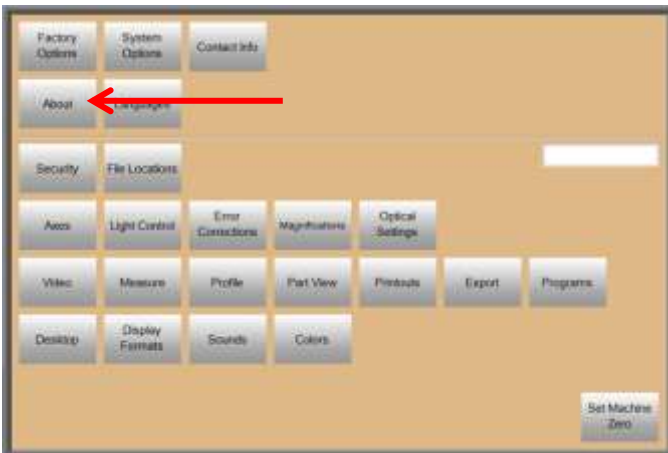 Factory Options
System Options
Contact Info
About
Languages
Security
File Locations
Axes
Light Control
Error Corrections
Magnifications
Optical Settings
Video
Measure
Profile
Part View
Printouts
Export
Programs
Desktop
Display Formats
Sounds
Colors
Set Machine Zero